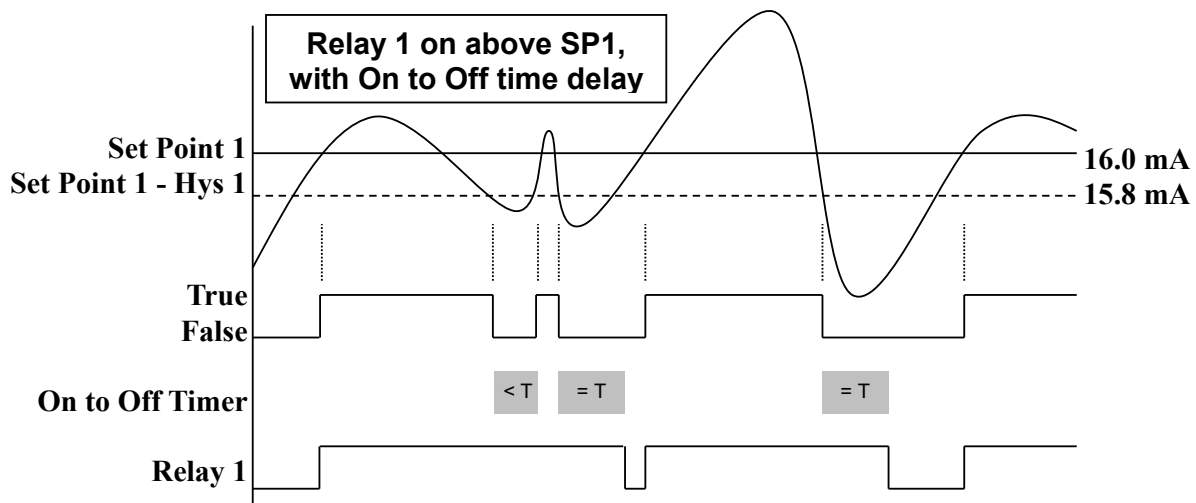 Relay 1 on above SP1,
with On to Off time delay
Set Point 1
16.0 mA
Set Point 1 - Hys 1
15.8 mA
True
False
On to Off Timer
< T
= T
= T
Relay 1